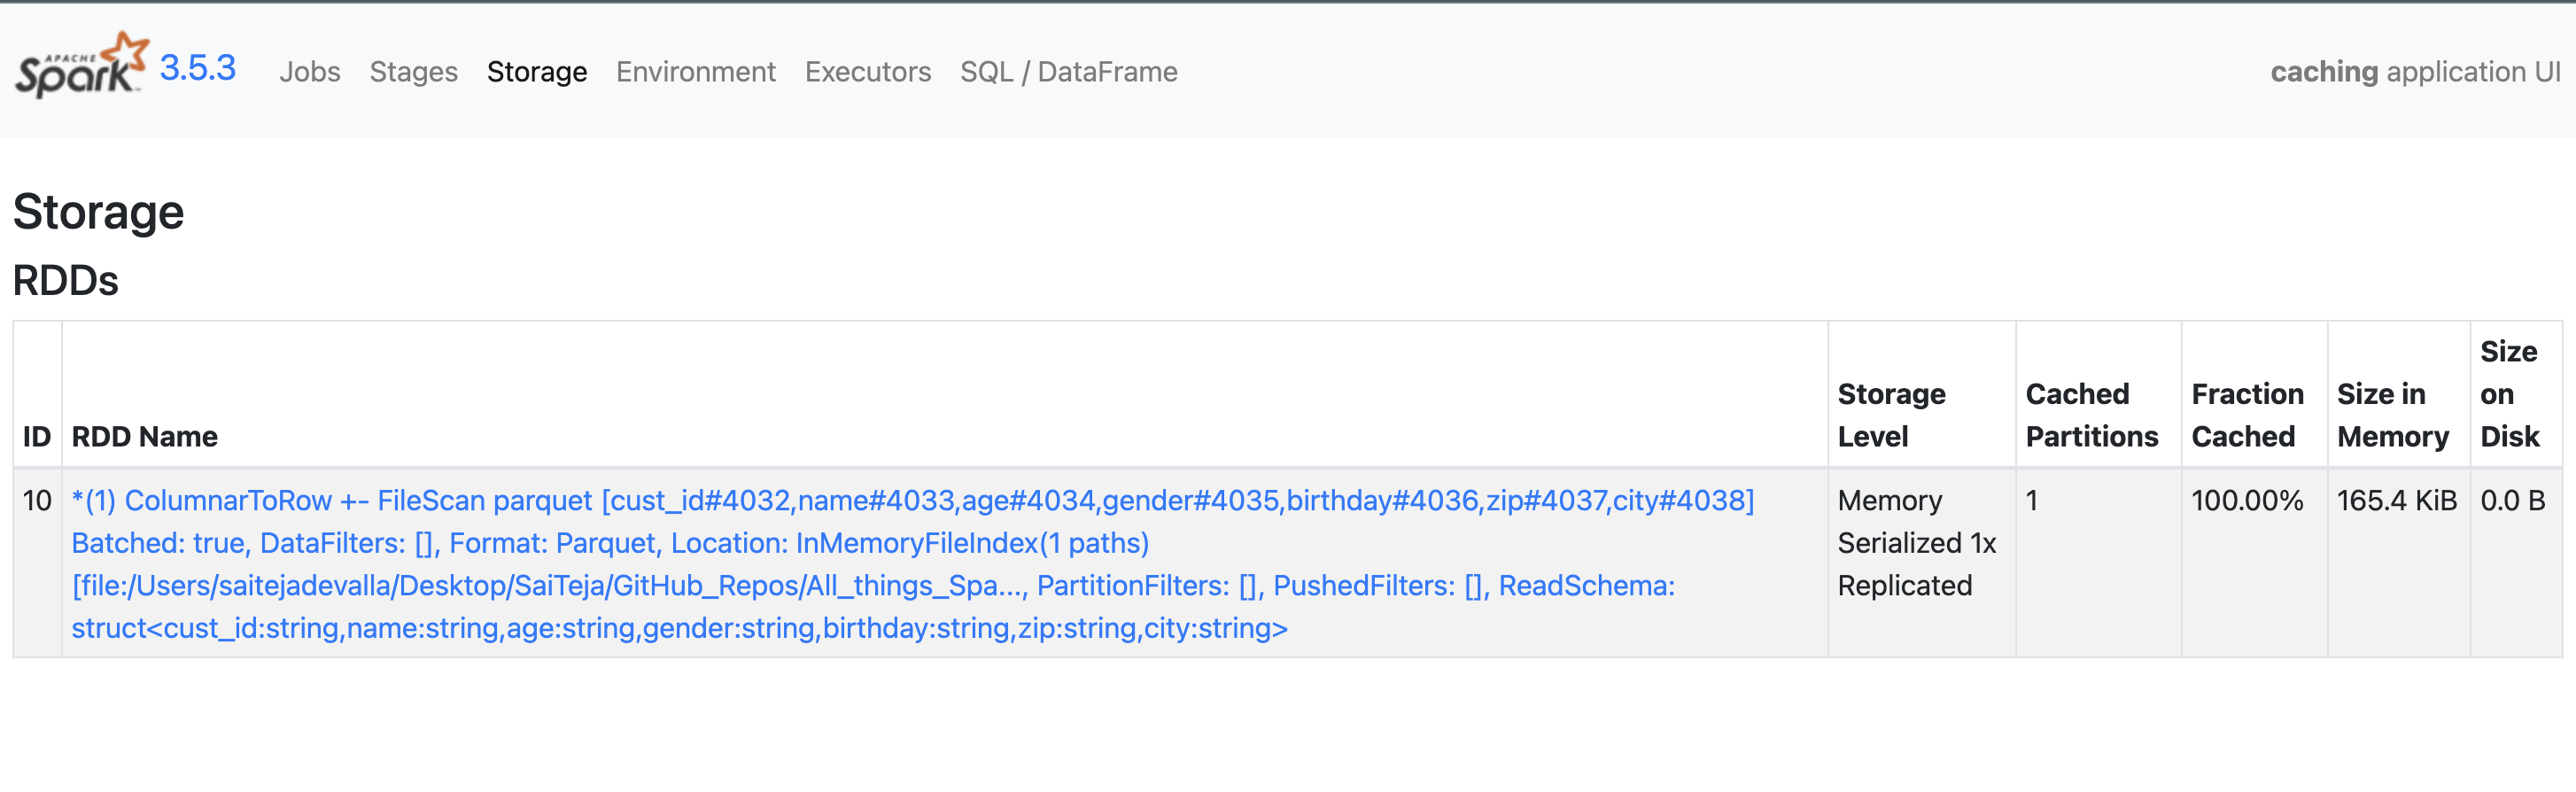 APACHE
Spark 3.5.3 Jobs Stages Storage Environment Executors SQL / DataFrame caching application UI
Storage
RDDs
ID RDD Name Storage Level Cached Partitions Fraction Cached Size in Memory Size on Disk
10 *(1) ColumnarToRow +- FileScan parquet [cust_id#4032,name#4033,age#4034,gender#4035,birthday#4036,zip#4037,city#4038]
Batched: true, DataFilters: [], Format: Parquet, Location: InMemoryFileIndex(1 paths)
[file:/Users/saitejadevalla/Desktop/SaiTeja/GitHub_Repos/All_things_Spa..., PartitionFilters: [], PushedFilters: [], ReadSchema:
struct<cust_id:string,name:string,age:string,gender:string,birthday:string,zip:string,city:string>
Memory
Serialized 1x
Replicated
1
100.00%
165.4 KiB
0.0 B